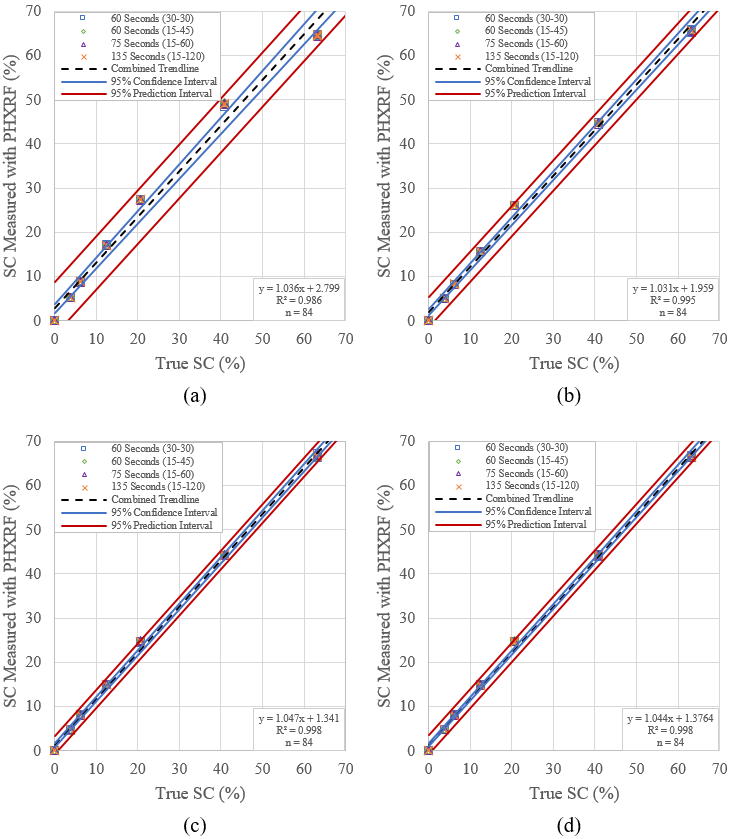 60 Seconds (30-30)
60 Seconds (15-45)
75 Seconds (15-60)
135 Seconds (15-120)
Combined Trendline
95% Confidence Interval
95% Prediction Interval
SC Measured with PHXRF (%)
70
60
50
40
30
20
10
0
y = 1.036x + 2.799
R² = 0.986
n = 84
0 10 20 30 40 50 60 70
True SC (%)
(a)
60 Seconds (30-30)
60 Seconds (15-45)
75 Seconds (15-60)
135 Seconds (15-120)
Combined Trendline
95% Confidence Interval
95% Prediction Interval
SC Measured with PHXRF (%)
70
60
50
40
30
20
10
0
y = 1.031x + 1.959
R² = 0.995
n = 84
0 10 20 30 40 50 60 70
True SC (%)
(b)
60 Seconds (30-30)
60 Seconds (15-45)
75 Seconds (15-60)
135 Seconds (15-120)
Combined Trendline
95% Confidence Interval
95% Prediction Interval
SC Measured with PHXRF (%)
70
60
50
40
30
20
10
0
y = 1.047x + 1.341
R² = 0.998
n = 84
0 10 20 30 40 50 60 70
True SC (%)
(c)
60 Seconds (30-30)
60 Seconds (15-45)
75 Seconds (15-60)
135 Seconds (15-120)
Combined Trendline
95% Confidence Interval
95% Prediction Interval
SC Measured with PHXRF (%)
70
60
50
40
30
20
10
0
y = 1.044x + 1.3764
R² = 0.998
n = 84
0 10 20 30 40 50 60 70
True SC (%)
(d)